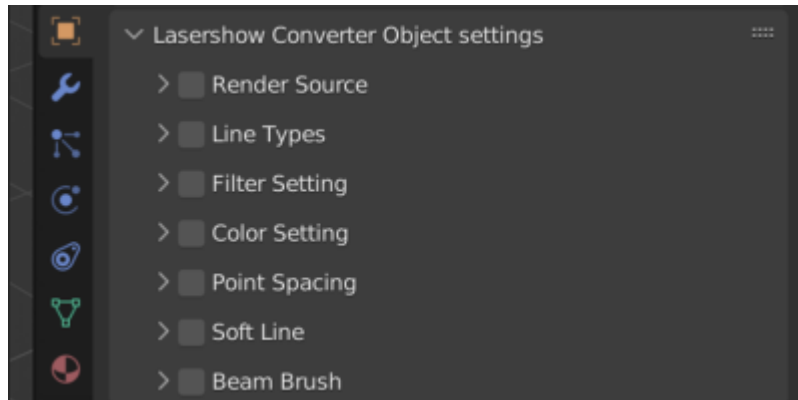 Lasershow Converter Object settings
Render Source
Line Types
Filter Setting
Color Setting
Point Spacing
Soft Line
Beam Brush